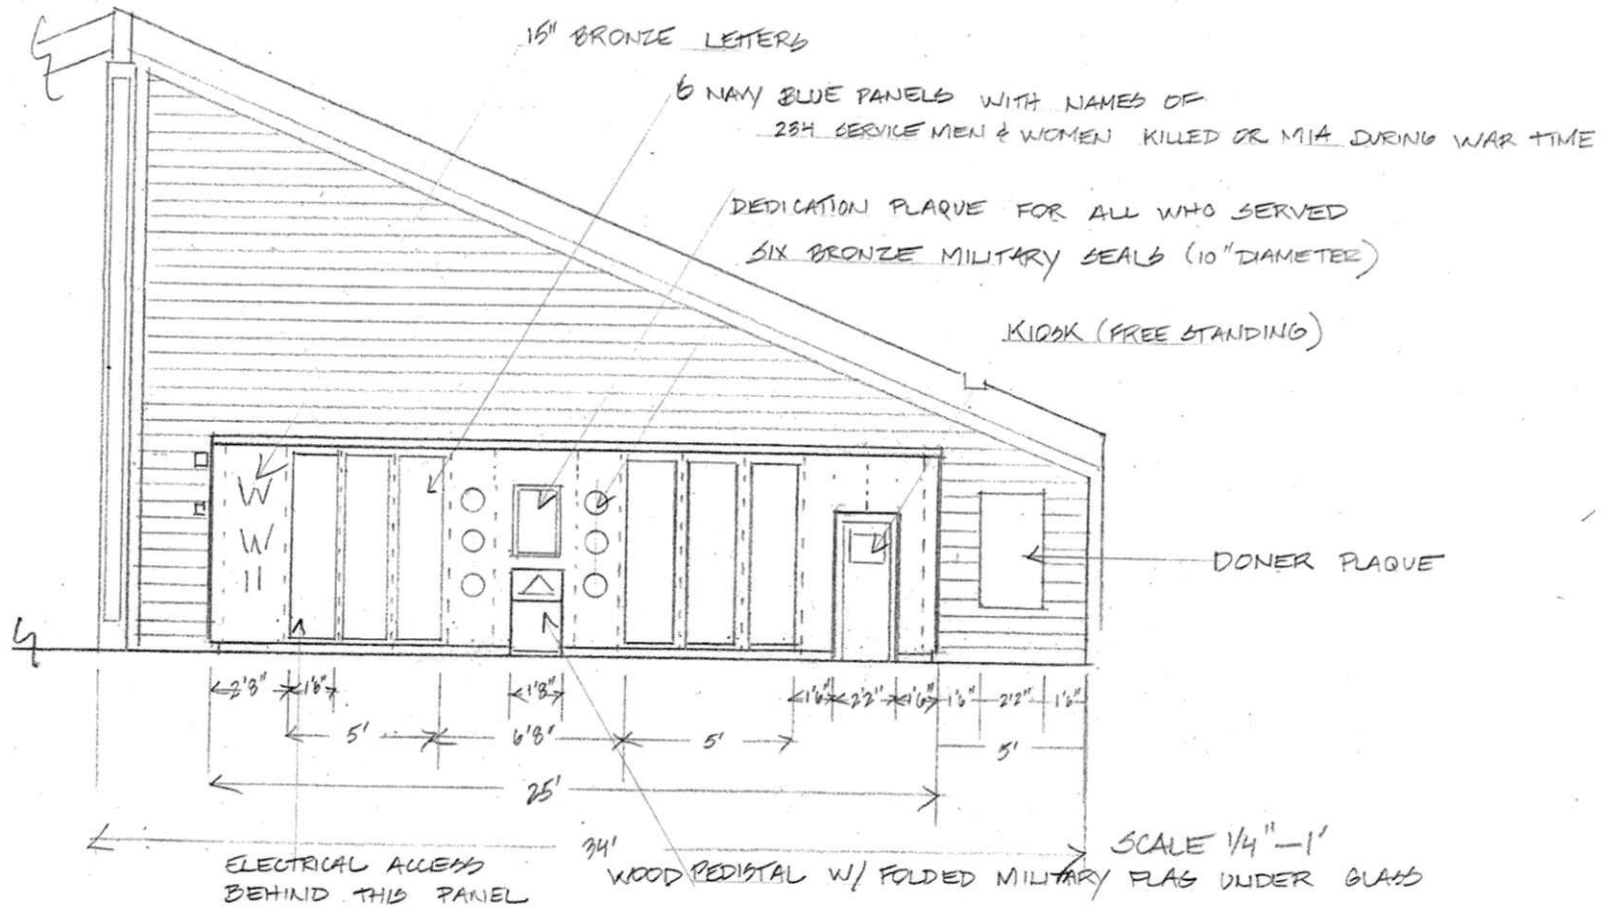 15" BRONZE LETTERS
6 NAVY BLUE PANELS WITH NAMES OF
234 SERVICE MEN & WOMEN KILLED OR MIA DURING WAR TIME
DEDICATION PLAQUE FOR ALL WHO SERVED
SIX BRONZE MILITARY SEALS (10" DIAMETER)
KIOSK (FREE STANDING)
W
W
II
DONER PLAQUE
2'8" 1'8" 1'8" 1'6" 2'2" 1'6" 1'6" 2'2" 1'6"
5' 6'8" 5' 5'
25'
34'
SCALE 1/4"—1'
ELECTRICAL ACCESS
BEHIND THIS PANEL
WOOD PEDISTAL W/ FOLDED MILITARY FLAG UNDER GLASS